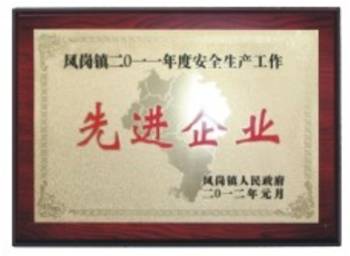 凤岗镇二〇一一年度安全生产工作
先进企业
凤岗镇人民政府
二〇一二年元月